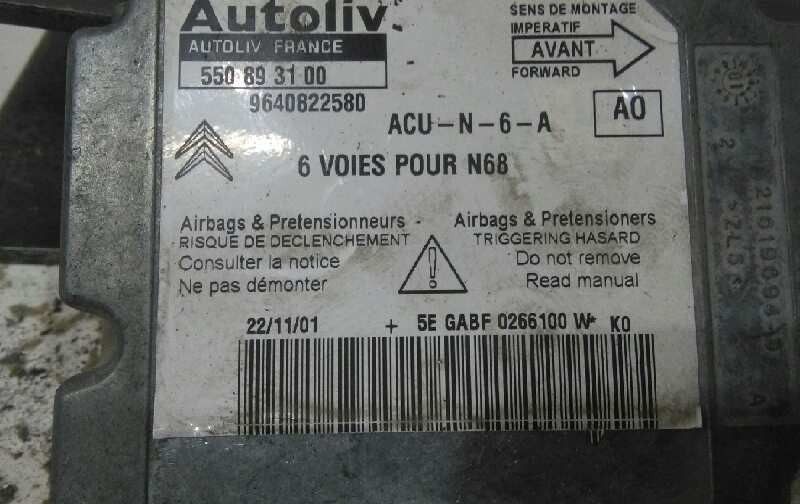 Autoliv
AUTOLIV FRANCE
550 89 31 00
9640822580
SENS DE MONTAGE
IMPERATIF
AVANT
FORWARD
ACU-N-6-A
A0
6 VOIES POUR N68
Airbags & Pretensionneurs -
RISQUE DE DECLENCHEMENT
Consulter la notice
Ne pas démonter
Airbags & Pretensioners
TRIGGERING HASARD
Do not remove
Read manual
!
22/11/01 + 5E GABF 0266100 W* K0